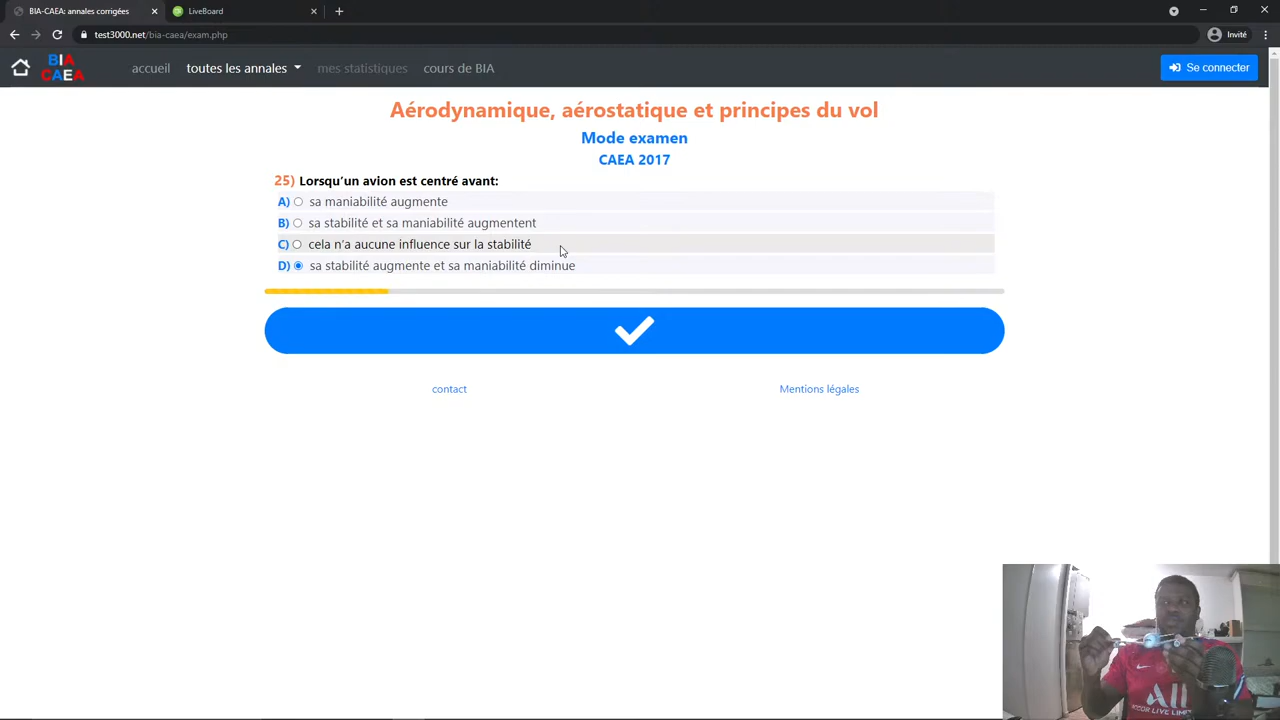 BIA-CAEA: annales corrigées
LiveBoard
test3000.net/bia-caea/exam.php
Invité
BIA
CAEA
accueil
toutes les annales
mes statistiques
cours de BIA
Se connecter
Aérodynamique, aérostatique et principes du vol
Mode examen
CAEA 2017
25) Lorsqu'un avion est centré avant:
A) sa maniabilité augmente
B) sa stabilité et sa maniabilité augmentent
C) cela n'a aucune influence sur la stabilité
D) sa stabilité augmente et sa maniabilité diminue
contact
Mentions légales